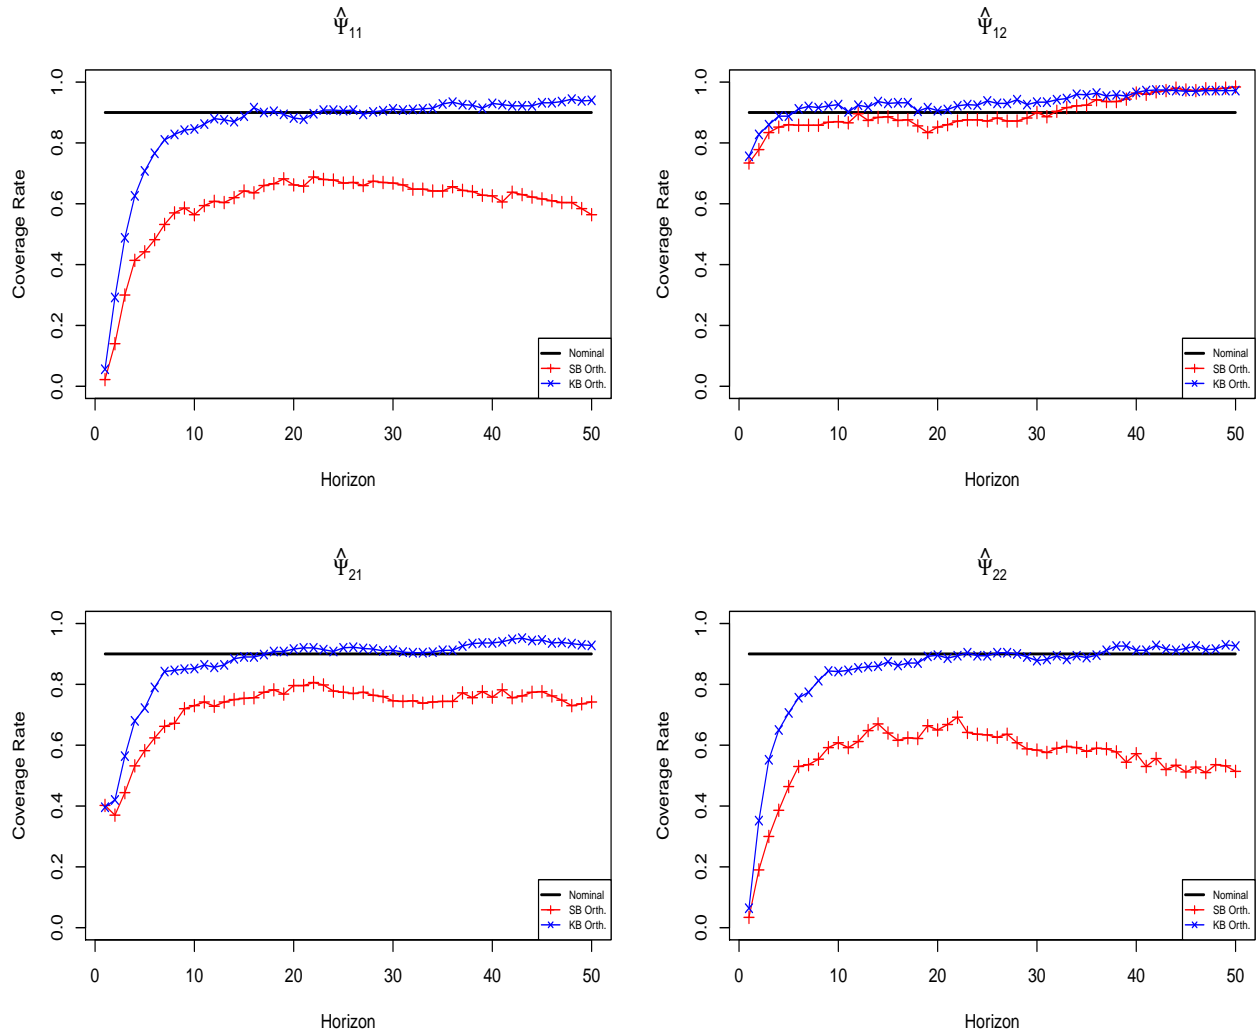 Ψ̂11
Coverage Rate
1.0
0.8
0.6
0.4
0.2
0.0
Nominal
SB Orth.
KB Orth.
0 10 20 30 40 50
Horizon
Ψ̂12
Coverage Rate
1.0
0.8
0.6
0.4
0.2
0.0
Nominal
SB Orth.
KB Orth.
0 10 20 30 40 50
Horizon
Ψ̂21
Coverage Rate
1.0
0.8
0.6
0.4
0.2
0.0
Nominal
SB Orth.
KB Orth.
0 10 20 30 40 50
Horizon
Ψ̂22
Coverage Rate
1.0
0.8
0.6
0.4
0.2
0.0
Nominal
SB Orth.
KB Orth.
0 10 20 30 40 50
Horizon